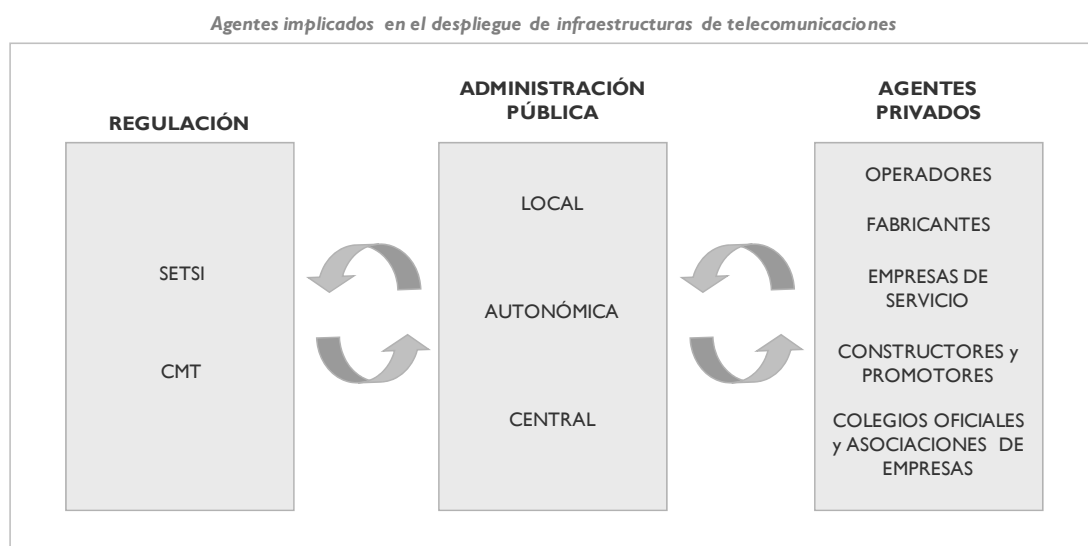 Agentes implicados en el despliegue de infraestructuras de telecomunicaciones
REGULACIÓN
SETSI
CMT
ADMINISTRACIÓN
PÚBLICA
LOCAL
AUTONÓMICA
CENTRAL
AGENTES
PRIVADOS
OPERADORES
FABRICANTES
EMPRESAS DE
SERVICIO
CONSTRUCTORES y
PROMOTORES
COLEGIOS OFICIALES
y ASOCIACIONES DE
EMPRESAS